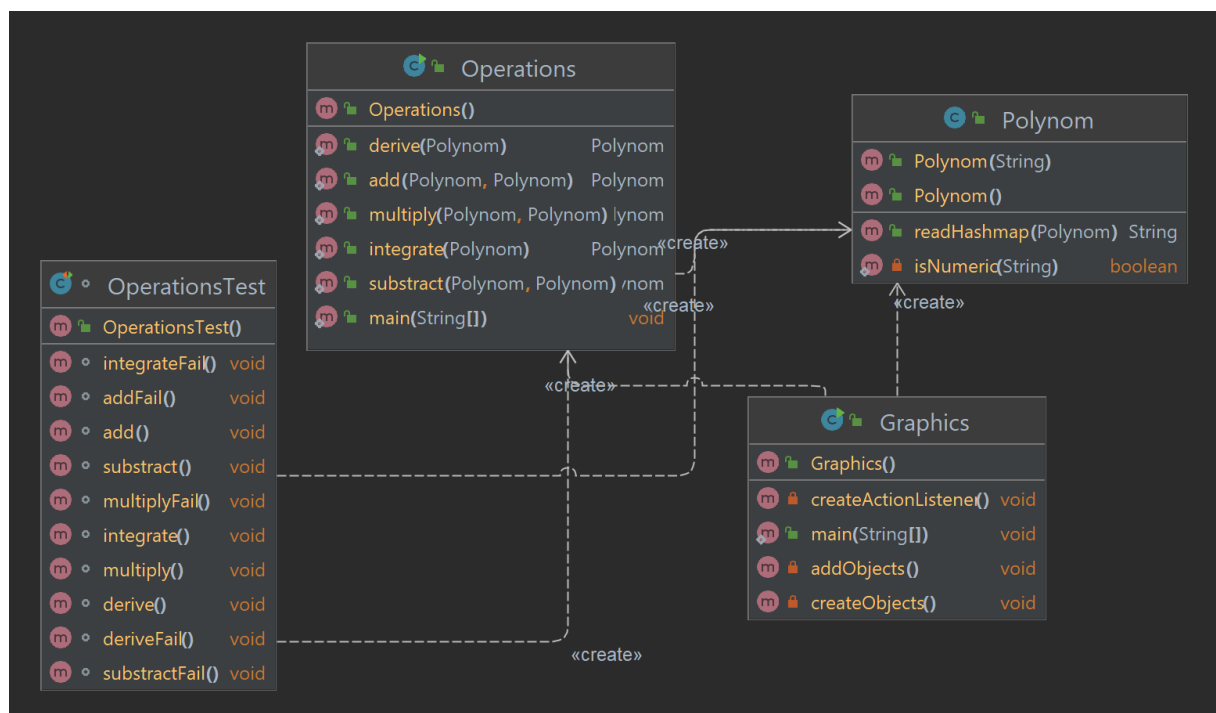 Operations
Operations()
derive(Polynom) Polynom
add(Polynom, Polynom) Polynom
multiply(Polynom, Polynom) lynom
integrate(Polynom) Polynom
substract(Polynom, Polynom) nom
main(String[]) void
Polynom
Polynom(String)
Polynom()
readHashmap(Polynom) String
isNumeric(String) boolean
«create»
«create»
«create»
«create»
«create»
OperationsTest
OperationsTest()
integrateFail() void
addFail() void
add() void
substract() void
multiplyFail() void
integrate() void
multiply() void
derive() void
deriveFail() void
substractFail() void
Graphics
Graphics()
createActionListener() void
main(String[]) void
addObjects() void
createObjects() void